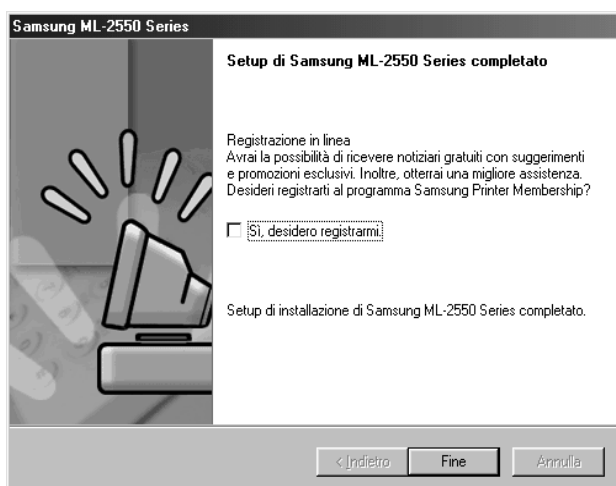 Samsung ML-2550 Series
Setup di Samsung ML-2550 Series completato
Registrazione in linea
Avrai la possibilità di ricevere notiziari gratuiti con suggerimenti
e promozioni esclusivi. Inoltre, otterrai una migliore assistenza.
Desideri registrarti al programma Samsung Printer Membership?
Sì, desidero registrarmi.
Setup di installazione di Samsung ML-2550 Series completato.
< Indietro
Fine
Annulla